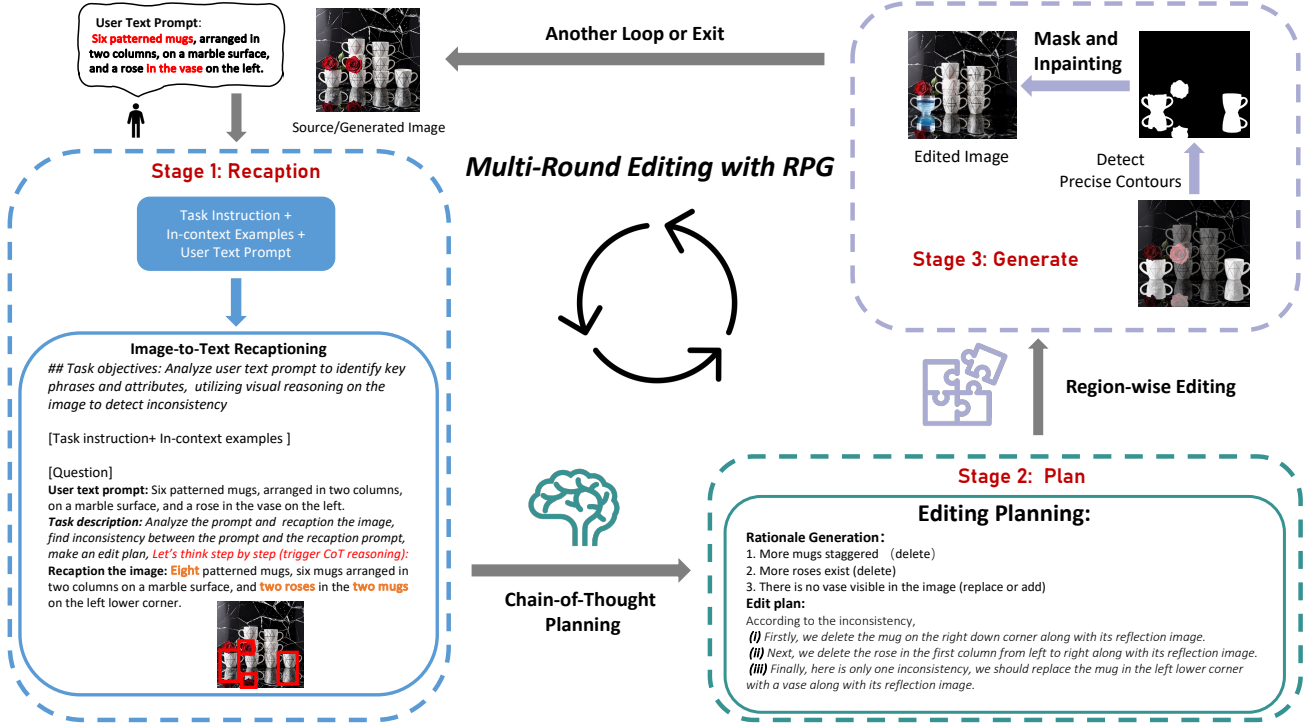 User Text Prompt:
Six patterned mugs, arranged in
two columns, on a marble surface,
and a rose in the vase on the left.
Source/Generated Image
Another Loop or Exit
Multi-Round Editing with RPG
Stage 1: Recaption
Task Instruction +
In-context Examples +
User Text Prompt
Image-to-Text Recaptioning
## Task objectives: Analyze user text prompt to identify key
phrases and attributes, utilizing visual reasoning on the
image to detect inconsistency
[Task instruction+ In-context examples ]
[Question]
User text prompt: Six patterned mugs, arranged in two columns,
on a marble surface, and a rose in the vase on the left.
Task description: Analyze the prompt and recaption the image,
find inconsistency between the prompt and the recaption prompt,
make an edit plan, Let's think step by step (trigger CoT reasoning):
Recaption the image: Eight patterned mugs, six mugs arranged in
two columns on a marble surface, and two roses in the two mugs
on the left lower corner.
Chain-of-Thought
Planning
Stage 2: Plan
Editing Planning:
Rationale Generation:
1. More mugs staggered （delete）
2. More roses exist (delete)
3. There is no vase visible in the image (replace or add)
Edit plan:
According to the inconsistency,
(i) Firstly, we delete the mug on the right down corner along with its reflection image.
(ii) Next, we delete the rose in the first column from left to right along with its reflection image.
(iii) Finally, here is only one inconsistency, we should replace the mug in the left lower corner
with a vase along with its reflection image.
Region-wise Editing
Stage 3: Generate
Detect
Precise Contours
Mask and
Inpainting
Edited Image